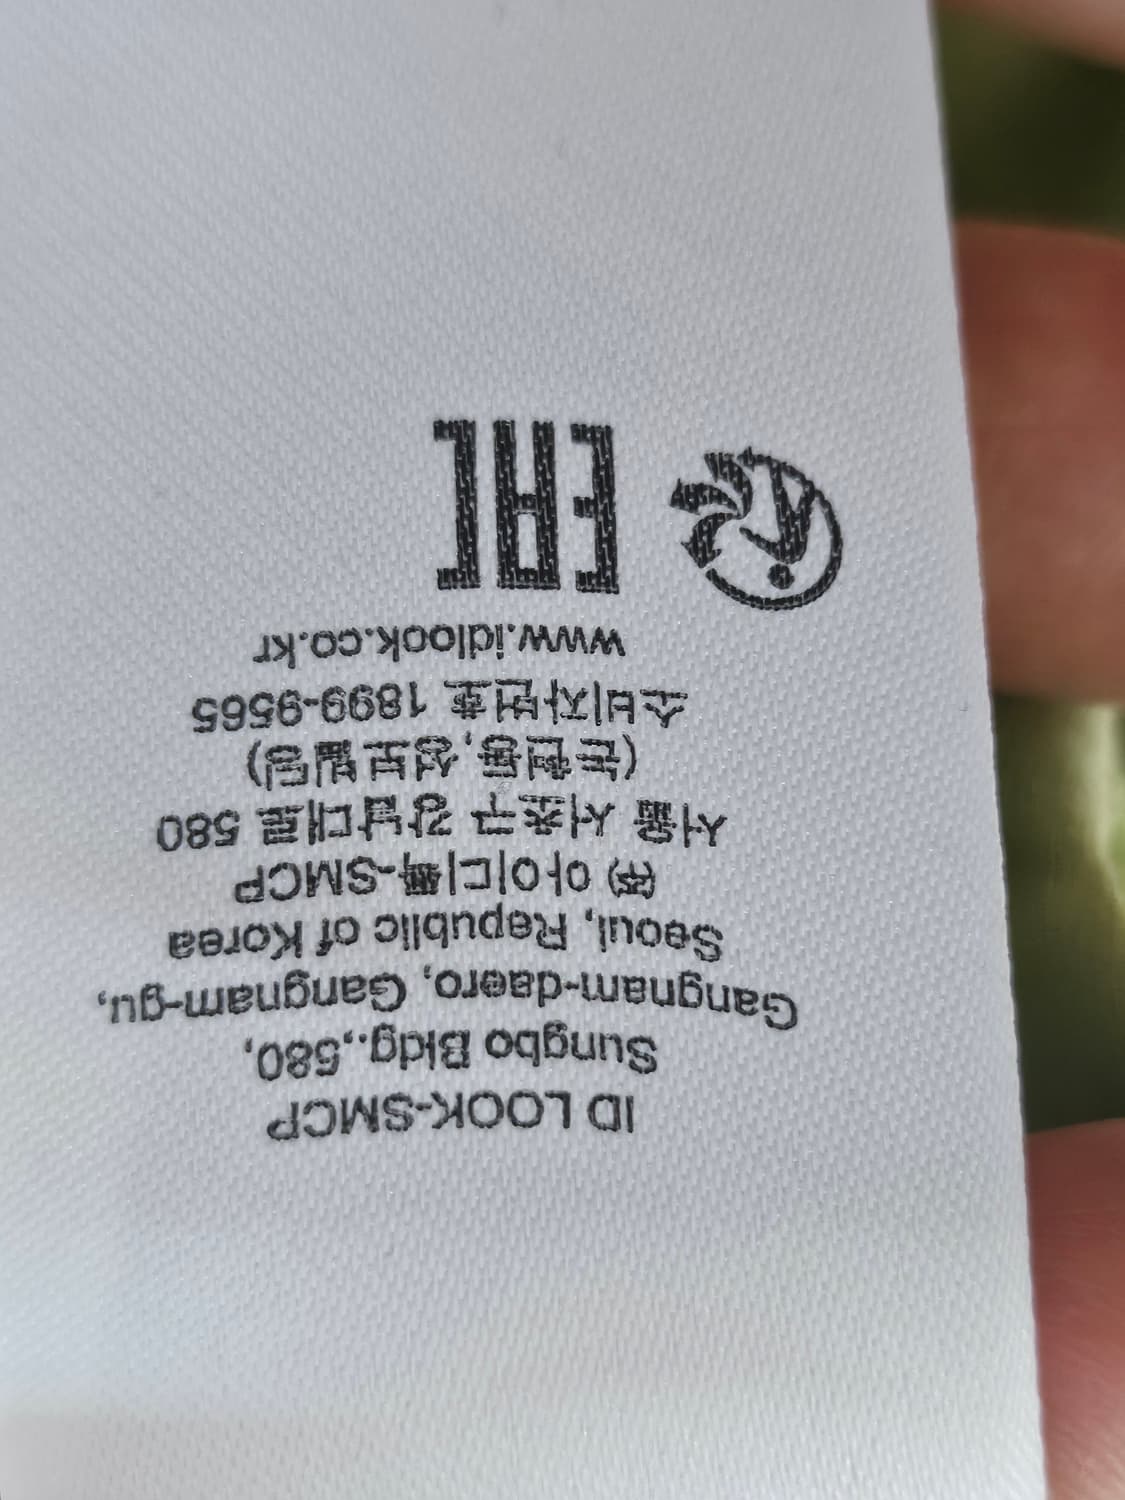 ID LOOK-SMCP
Sungbo Bldg.,580,
Gangnam-daero, Gangnam-gu,
Seoul, Republic of Korea
㈜ 아이디룩-SMCP
서울 서초구 강남대로 580
(논현동,성보빌딩)
소비자번호 1899-9565
www.idlook.co.kr
EAC